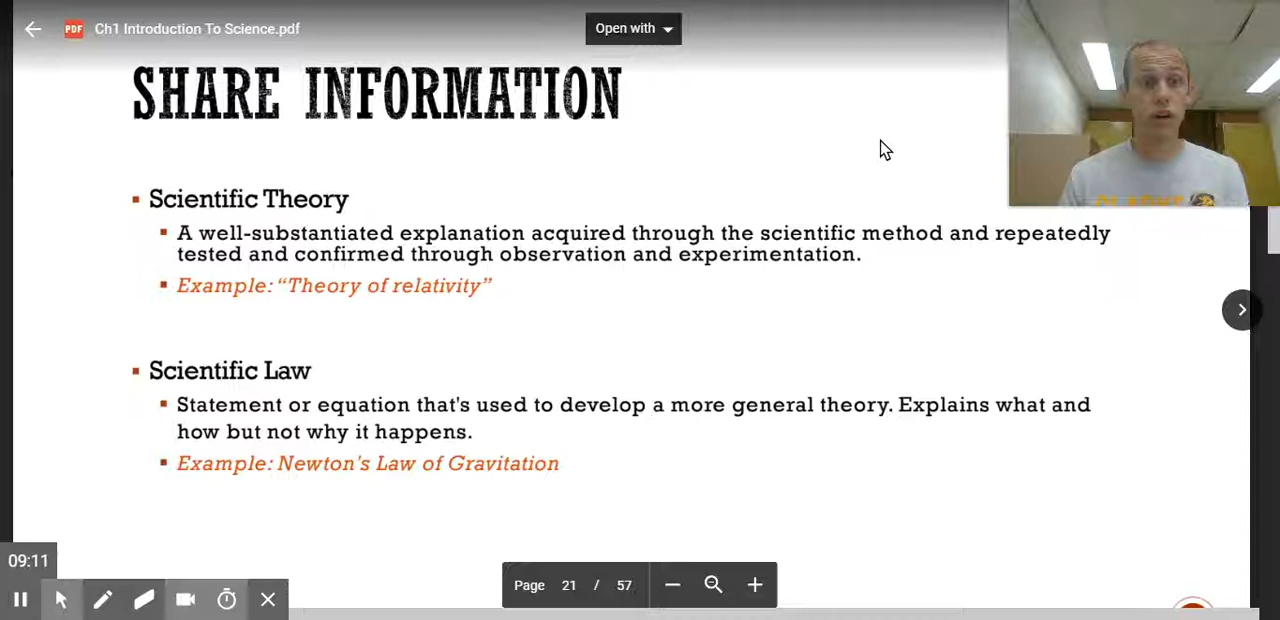 PDF Ch1 Introduction To Science.pdf Open with
SHARE INFORMATION
Scientific Theory
A well-substantiated explanation acquired through the scientific method and repeatedly
tested and confirmed through observation and experimentation.
Example: “Theory of relativity”
Scientific Law
Statement or equation that's used to develop a more general theory. Explains what and
how but not why it happens.
Example: Newton's Law of Gravitation
09:11
Page 21 / 57